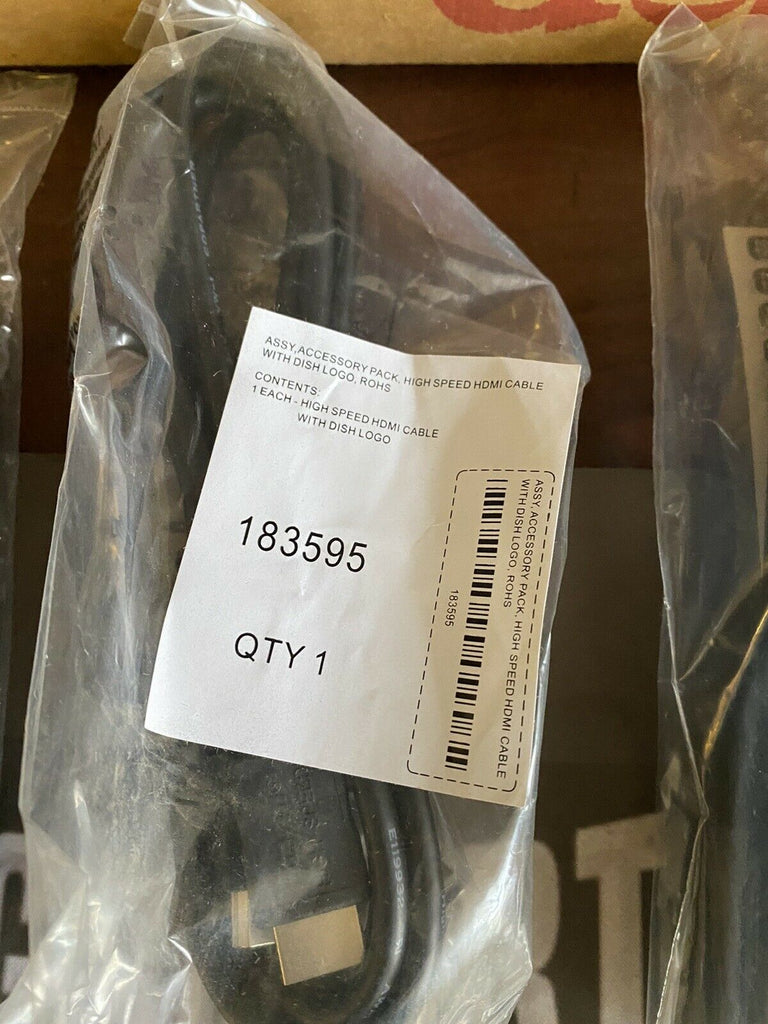 ASSY,ACCESSORY PACK, HIGH SPEED HDMI CABLE
WITH DISH LOGO, ROHS
CONTENTS:
1 EACH - HIGH SPEED HDMI CABLE
WITH DISH LOGO
183595
QTY 1
ASSY,ACCESSORY PACK, HIGH SPEED HDMI CABLE
WITH DISH LOGO, ROHS
183595